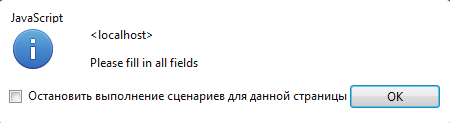 JavaScript
<localhost>
Please fill in all fields
Остановить выполнение сценариев для данной страницы OK